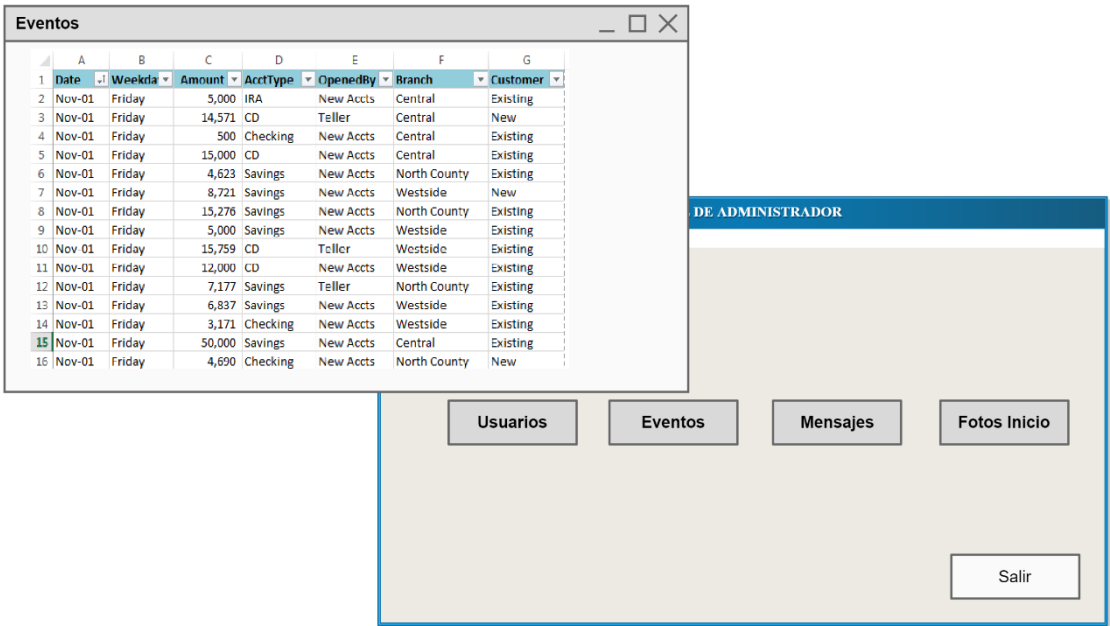 Eventos
A B C D E F G
1 Date Weekda Amount AcctType OpenedBy Branch Customer
2 Nov-01 Friday 5,000 IRA New Accts Central Existing
3 Nov-01 Friday 14,571 CD Teller Central New
4 Nov-01 Friday 500 Checking New Accts Central Existing
5 Nov-01 Friday 15,000 CD New Accts Central Existing
6 Nov-01 Friday 4,623 Savings New Accts North County Existing
7 Nov-01 Friday 8,721 Savings New Accts Westside New
8 Nov-01 Friday 15,276 Savings New Accts North County Existing
9 Nov-01 Friday 5,000 Savings New Accts Westside Existing
10 Nov-01 Friday 15,759 CD Teller Westside Existing
11 Nov-01 Friday 12,000 CD New Accts Westside Existing
12 Nov-01 Friday 7,177 Savings Teller North County Existing
13 Nov-01 Friday 6,837 Savings New Accts Westside Existing
14 Nov-01 Friday 3,171 Checking New Accts Westside Existing
15 Nov-01 Friday 50,000 Savings New Accts Central Existing
16 Nov-01 Friday 4,690 Checking New Accts North County New
DE ADMINISTRADOR
Usuarios Eventos Mensajes Fotos Inicio
Salir